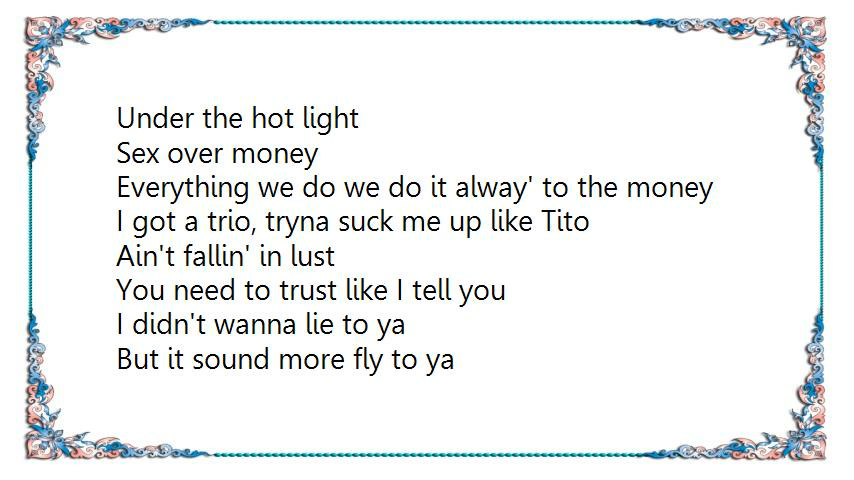 Under the hot light
Sex over money
Everything we do we do it alway' to the money
I got a trio, tryna suck me up like Tito
Ain't fallin' in lust
You need to trust like I tell you
I didn't wanna lie to ya
But it sound more fly to ya